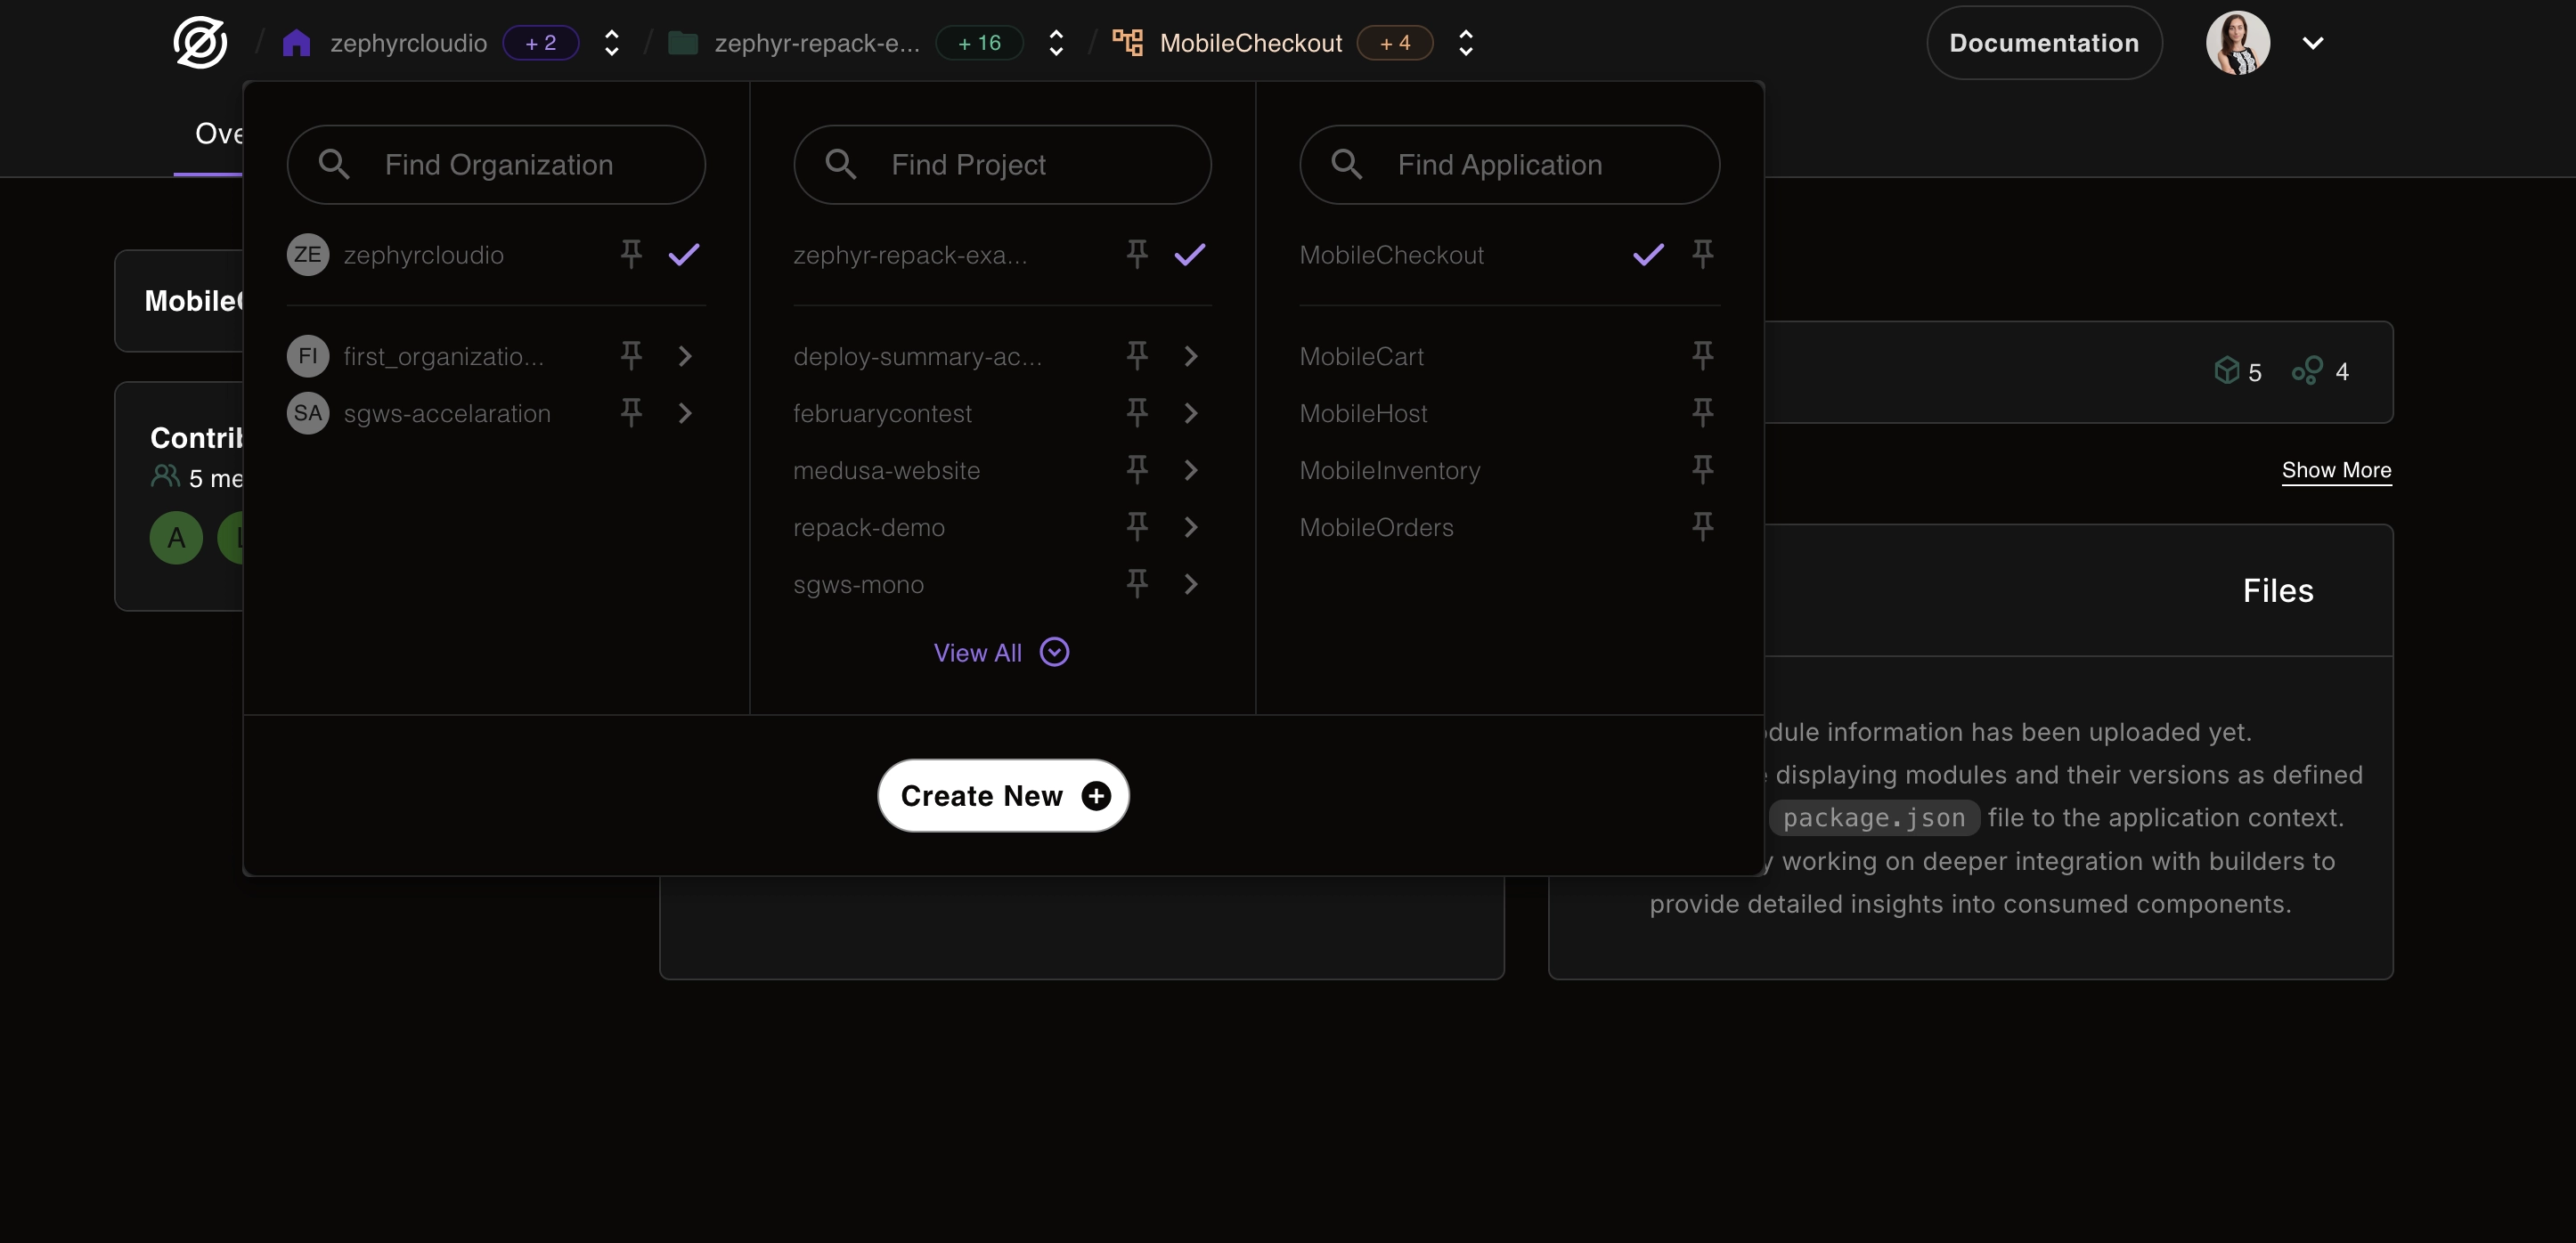 zephyrcloudio + 2
zephyr-repack-e... + 16
MobileCheckout + 4
Documentation
Ove
Find Organization
Find Project
Find Application
ZE zephyrcloudio
zephyr-repack-exa...
MobileCheckout
FI first_organizatio...
SA sgws-accelaration
deploy-summary-ac...
februarycontest
medusa-website
repack-demo
sgws-mono
View All
MobileCart
MobileHost
MobileInventory
MobileOrders
Create New
MobileC
Contrib
5 me
A
5 4
Show More
Files
dule information has been uploaded yet.
displaying modules and their versions as defined
package.json file to the application context.
y working on deeper integration with builders to
provide detailed insights into consumed components.